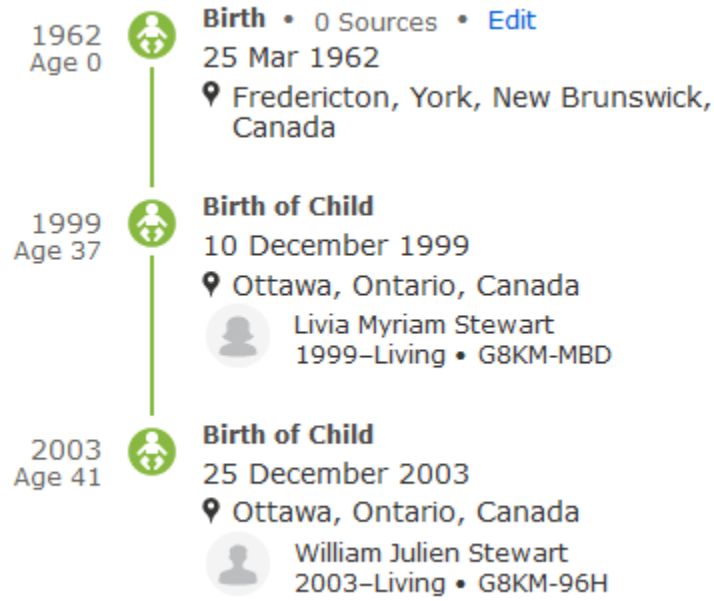 1962
Age 0
Birth • 0 Sources • Edit
25 Mar 1962
Fredericton, York, New Brunswick,
Canada
1999
Age 37
Birth of Child
10 December 1999
Ottawa, Ontario, Canada
Livia Myriam Stewart
1999–Living • G8KM-MBD
2003
Age 41
Birth of Child
25 December 2003
Ottawa, Ontario, Canada
William Julien Stewart
2003–Living • G8KM-96H